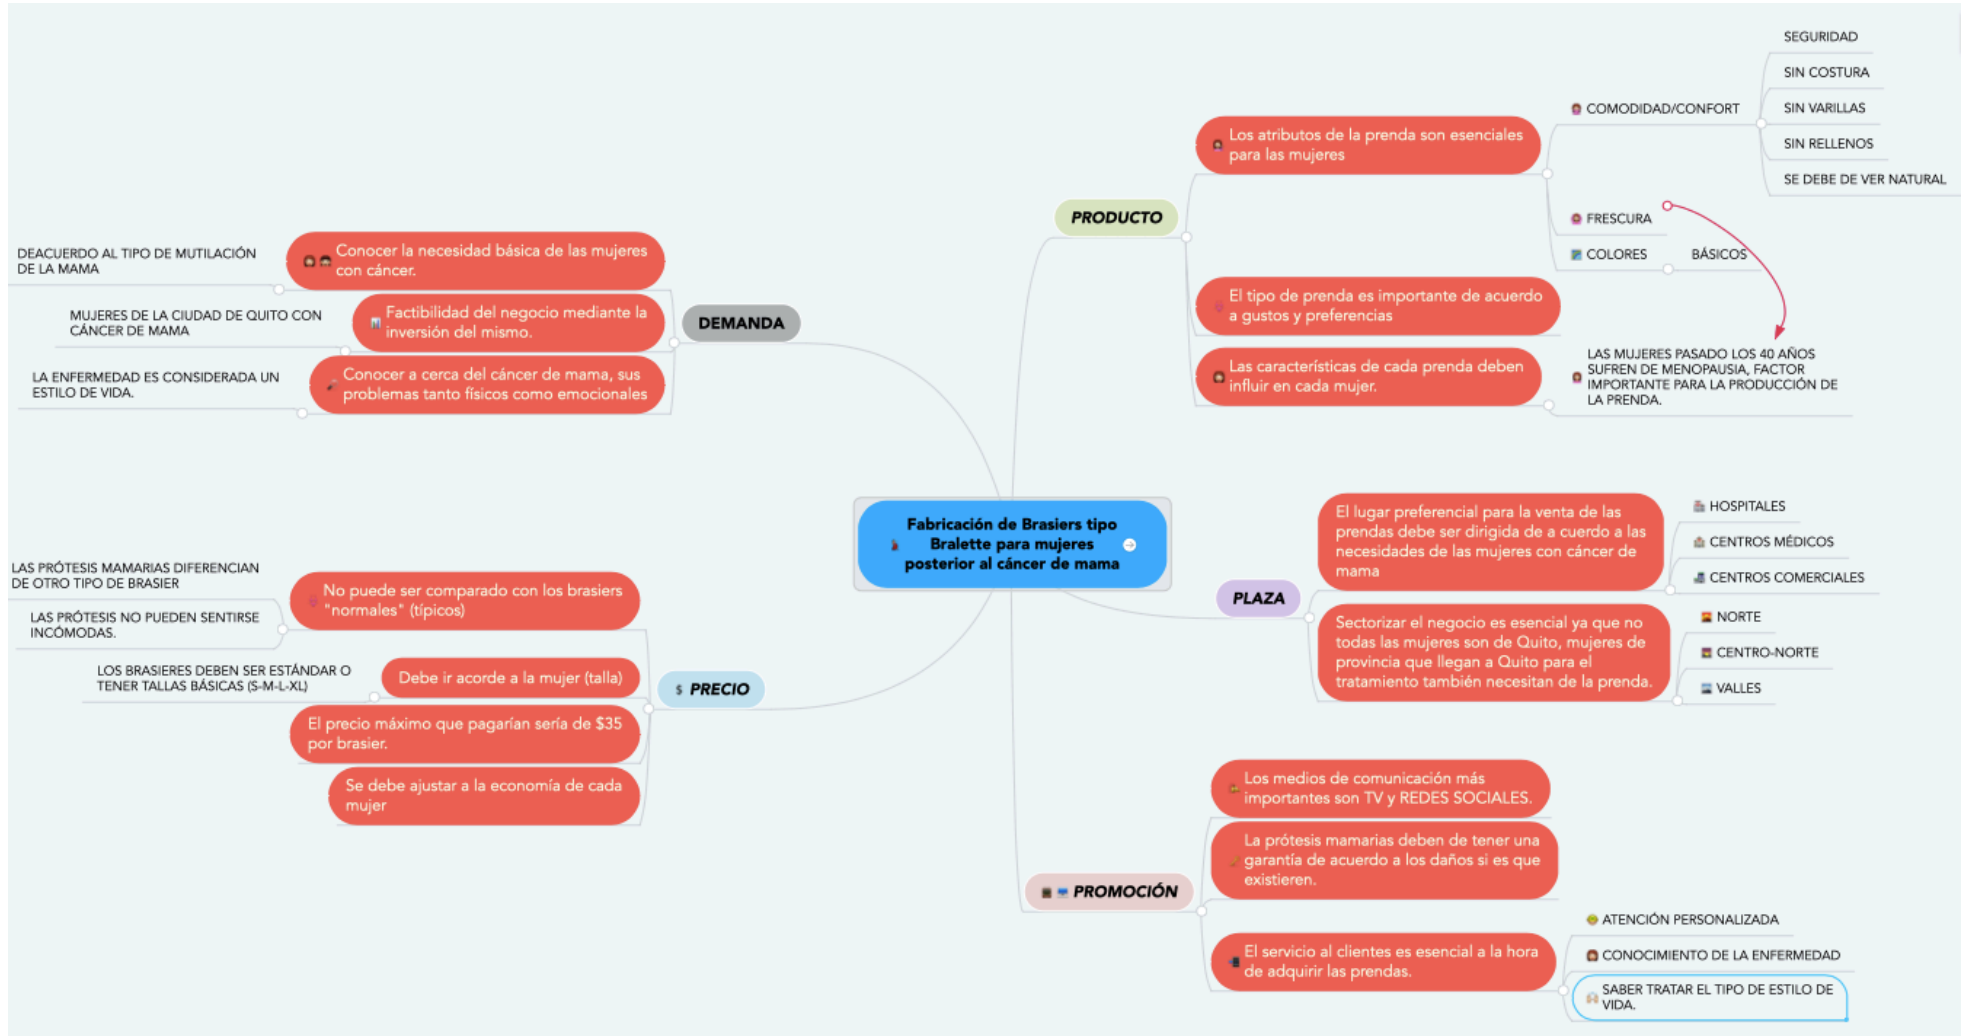 Fabricación de Brasiers tipo
Bralette para mujeres
posterior al cáncer de mama
DEMANDA
Conocer la necesidad básica de las mujeres
con cáncer.
DEACUERDO AL TIPO DE MUTILACIÓN
DE LA MAMA
Factibilidad del negocio mediante la
inversión del mismo.
MUJERES DE LA CIUDAD DE QUITO CON
CÁNCER DE MAMA
Conocer a cerca del cáncer de mama, sus
problemas tanto físicos como emocionales
LA ENFERMEDAD ES CONSIDERADA UN
ESTILO DE VIDA.
$ PRECIO
No puede ser comparado con los brasiers
"normales" (típicos)
LAS PRÓTESIS MAMARIAS DIFERENCIAN
DE OTRO TIPO DE BRASIER
LAS PRÓTESIS NO PUEDEN SENTIRSE
INCÓMODAS.
Debe ir acorde a la mujer (talla)
LOS BRASIERES DEBEN SER ESTÁNDAR O
TENER TALLAS BÁSICAS (S-M-L-XL)
El precio máximo que pagarían sería de $35
por brasier.
Se debe ajustar a la economía de cada
mujer
PRODUCTO
Los atributos de la prenda son esenciales
para las mujeres
COMODIDAD/CONFORT
SEGURIDAD
SIN COSTURA
SIN VARILLAS
SIN RELLENOS
SE DEBE DE VER NATURAL
FRESCURA
COLORES
BÁSICOS
El tipo de prenda es importante de acuerdo
a gustos y preferencias
Las características de cada prenda deben
influir en cada mujer.
LAS MUJERES PASADO LOS 40 AÑOS
SUFREN DE MENOPAUSIA, FACTOR
IMPORTANTE PARA LA PRODUCCIÓN DE
LA PRENDA.
PLAZA
El lugar preferencial para la venta de las
prendas debe ser dirigida de a cuerdo a las
necesidades de las mujeres con cáncer de
mama
HOSPITALES
CENTROS MÉDICOS
CENTROS COMERCIALES
Sectorizar el negocio es esencial ya que no
todas las mujeres son de Quito, mujeres de
provincia que llegan a Quito para el
tratamiento también necesitan de la prenda.
NORTE
CENTRO-NORTE
VALLES
PROMOCIÓN
Los medios de comunicación más
importantes son TV y REDES SOCIALES.
La prótesis mamarias deben de tener una
garantía de acuerdo a los daños si es que
existieren.
El servicio al clientes es esencial a la hora
de adquirir las prendas.
ATENCIÓN PERSONALIZADA
CONOCIMIENTO DE LA ENFERMEDAD
SABER TRATAR EL TIPO DE ESTILO DE
VIDA.